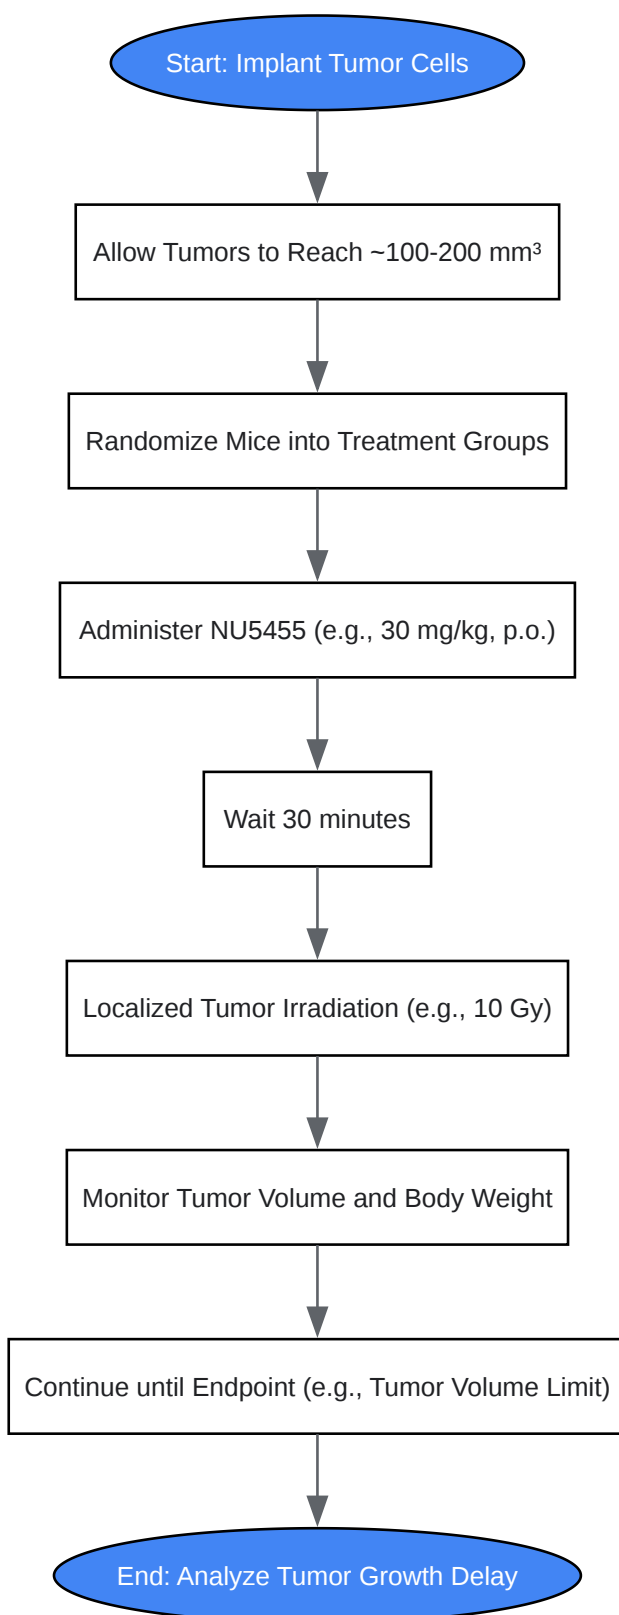 Start: Implant Tumor Cells
Allow Tumors to Reach ~100-200 mm³
Randomize Mice into Treatment Groups
Administer NU5455 (e.g., 30 mg/kg, p.o.)
Wait 30 minutes
Localized Tumor Irradiation (e.g., 10 Gy)
Monitor Tumor Volume and Body Weight
Continue until Endpoint (e.g., Tumor Volume Limit)
End: Analyze Tumor Growth Delay